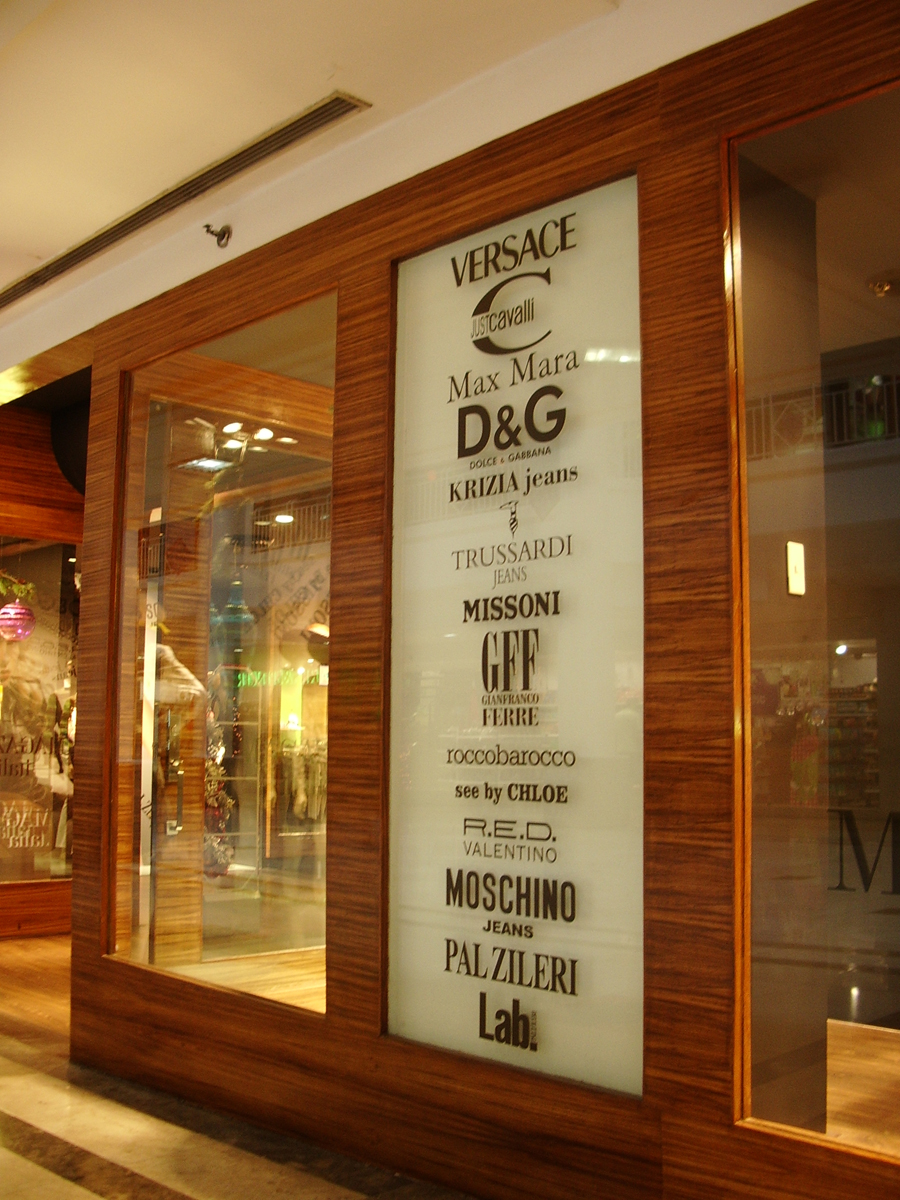 VERSACE
JUST cavalli
Max Mara
D&G
DOLCE & GABBANA
KRIZIA jeans
TRUSSARDI
JEANS
MISSONI
GFF
GIANFRANCO
FERRE
roccobarocco
see by CHLOE
R.E.D.
VALENTINO
MOSCHINO
JEANS
PAL ZILERI
Lab.
M